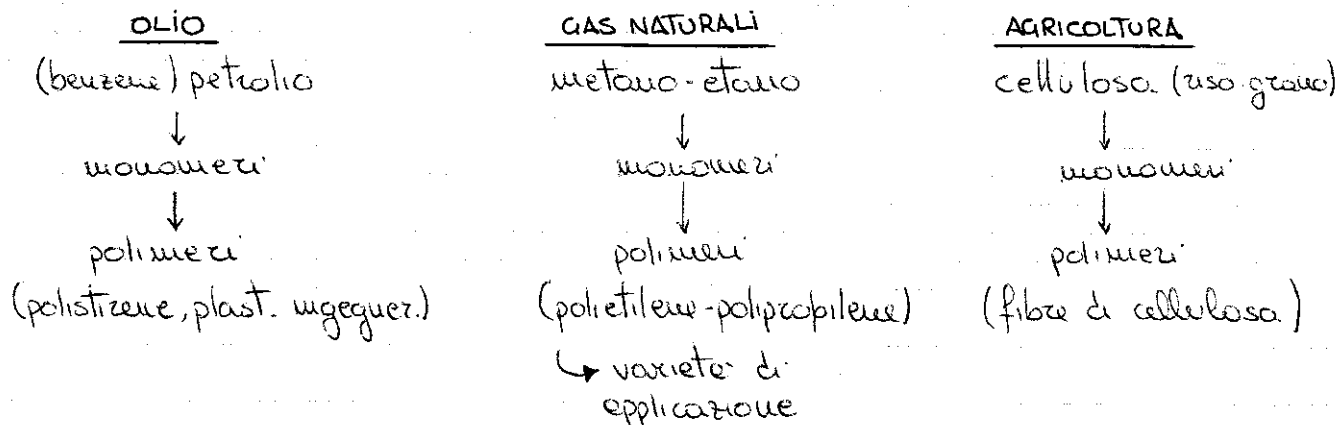 OLIO
(benzene) petrolio
↓
monomeri
↓
polimeri
(polistirene, plast. ingegner.)
GAS NATURALI
metano-etano
↓
monomeri
↓
polimeri
(polietilene-polipropilene)
↳ varietà di
applicazione
AGRICOLTURA
cellulosa (riso.grano)
↓
monomeri
↓
polimeri
(fibre di cellulosa)